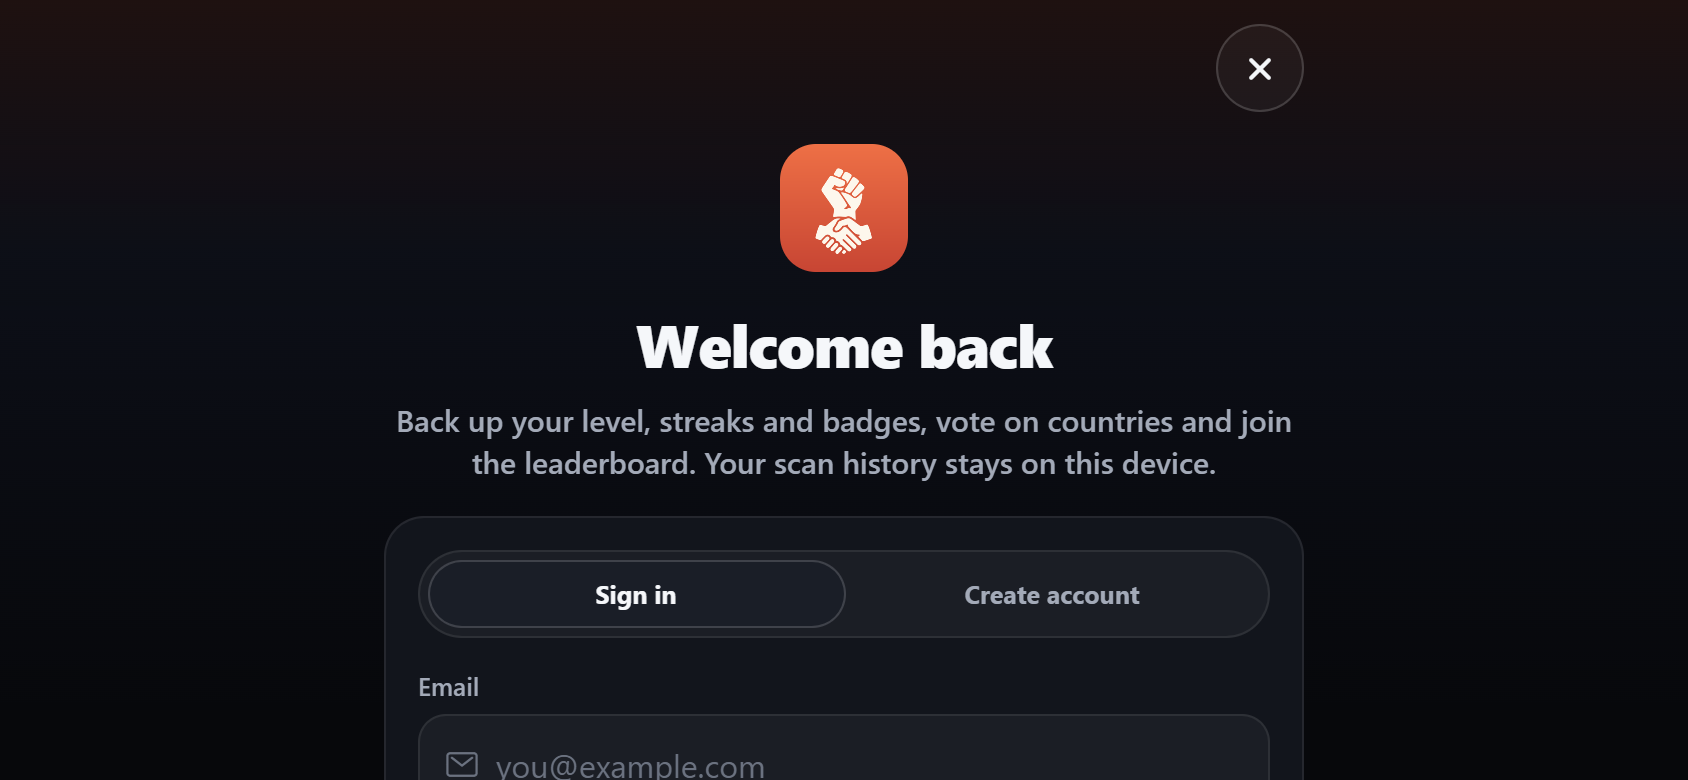 Welcome back
Back up your level, streaks and badges, vote on countries and join
the leaderboard. Your scan history stays on this device.
Sign in
Create account
Email
you@example.com